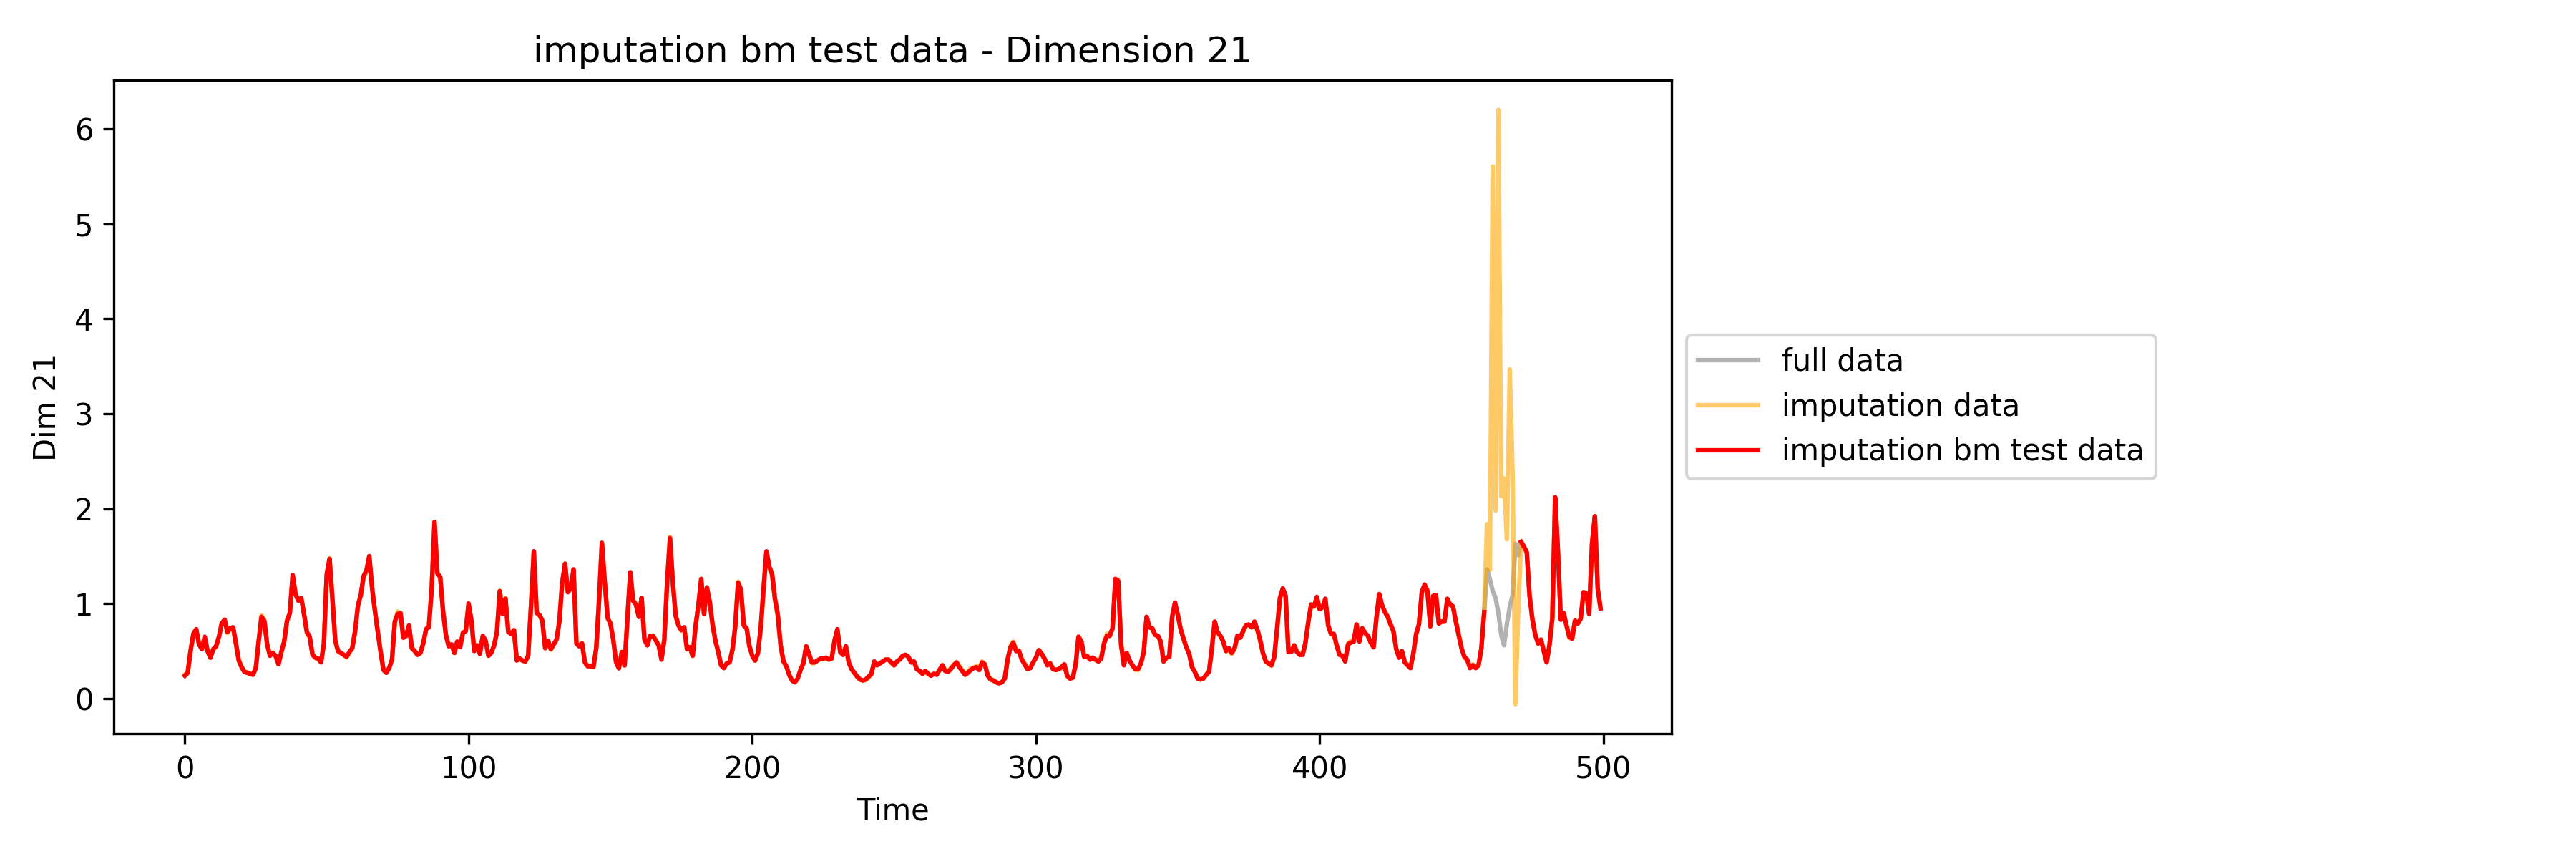 imputation bm test data - Dimension 21
6
5
4
3
2
1
0
Dim 21
0 100 200 300 400 500
Time
full data
imputation data
imputation bm test data